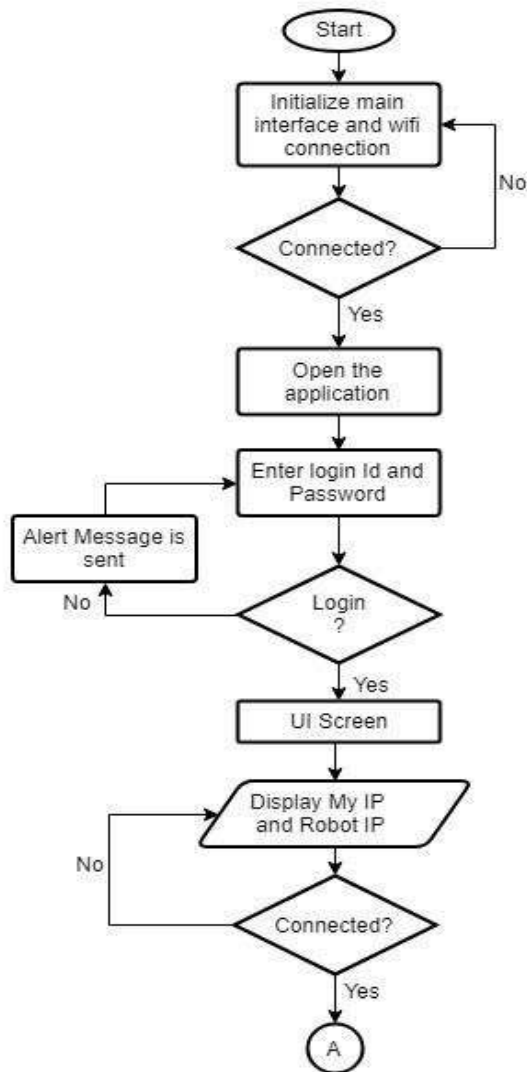 Start
Initialize main
interface and wifi
connection
No
Connected?
Yes
Open the
application
Enter login Id and
Password
Alert Message is
sent
No
Login
?
Yes
UI Screen
Display My IP
and Robot IP
No
Connected?
Yes
A